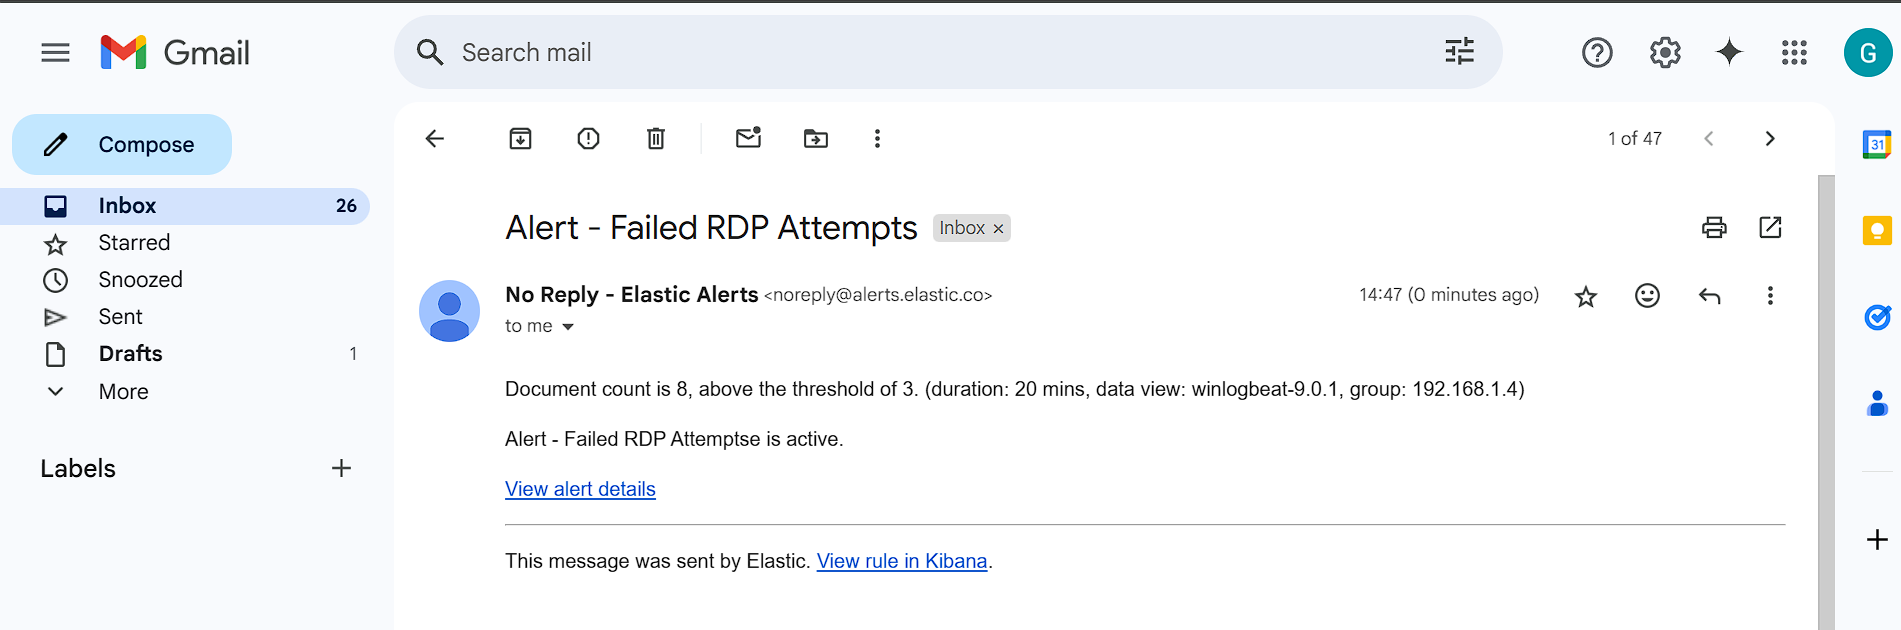 Gmail
Search mail
G
Compose
1 of 47
31
Inbox 26
Starred
Snoozed
Sent
Drafts 1
More
Labels
Alert - Failed RDP Attempts Inbox ×
No Reply - Elastic Alerts <noreply@alerts.elastic.co> 14:47 (0 minutes ago)
to me
Document count is 8, above the threshold of 3. (duration: 20 mins, data view: winlogbeat-9.0.1, group: 192.168.1.4)
Alert - Failed RDP Attemptse is active.
View alert details
This message was sent by Elastic. View rule in Kibana.